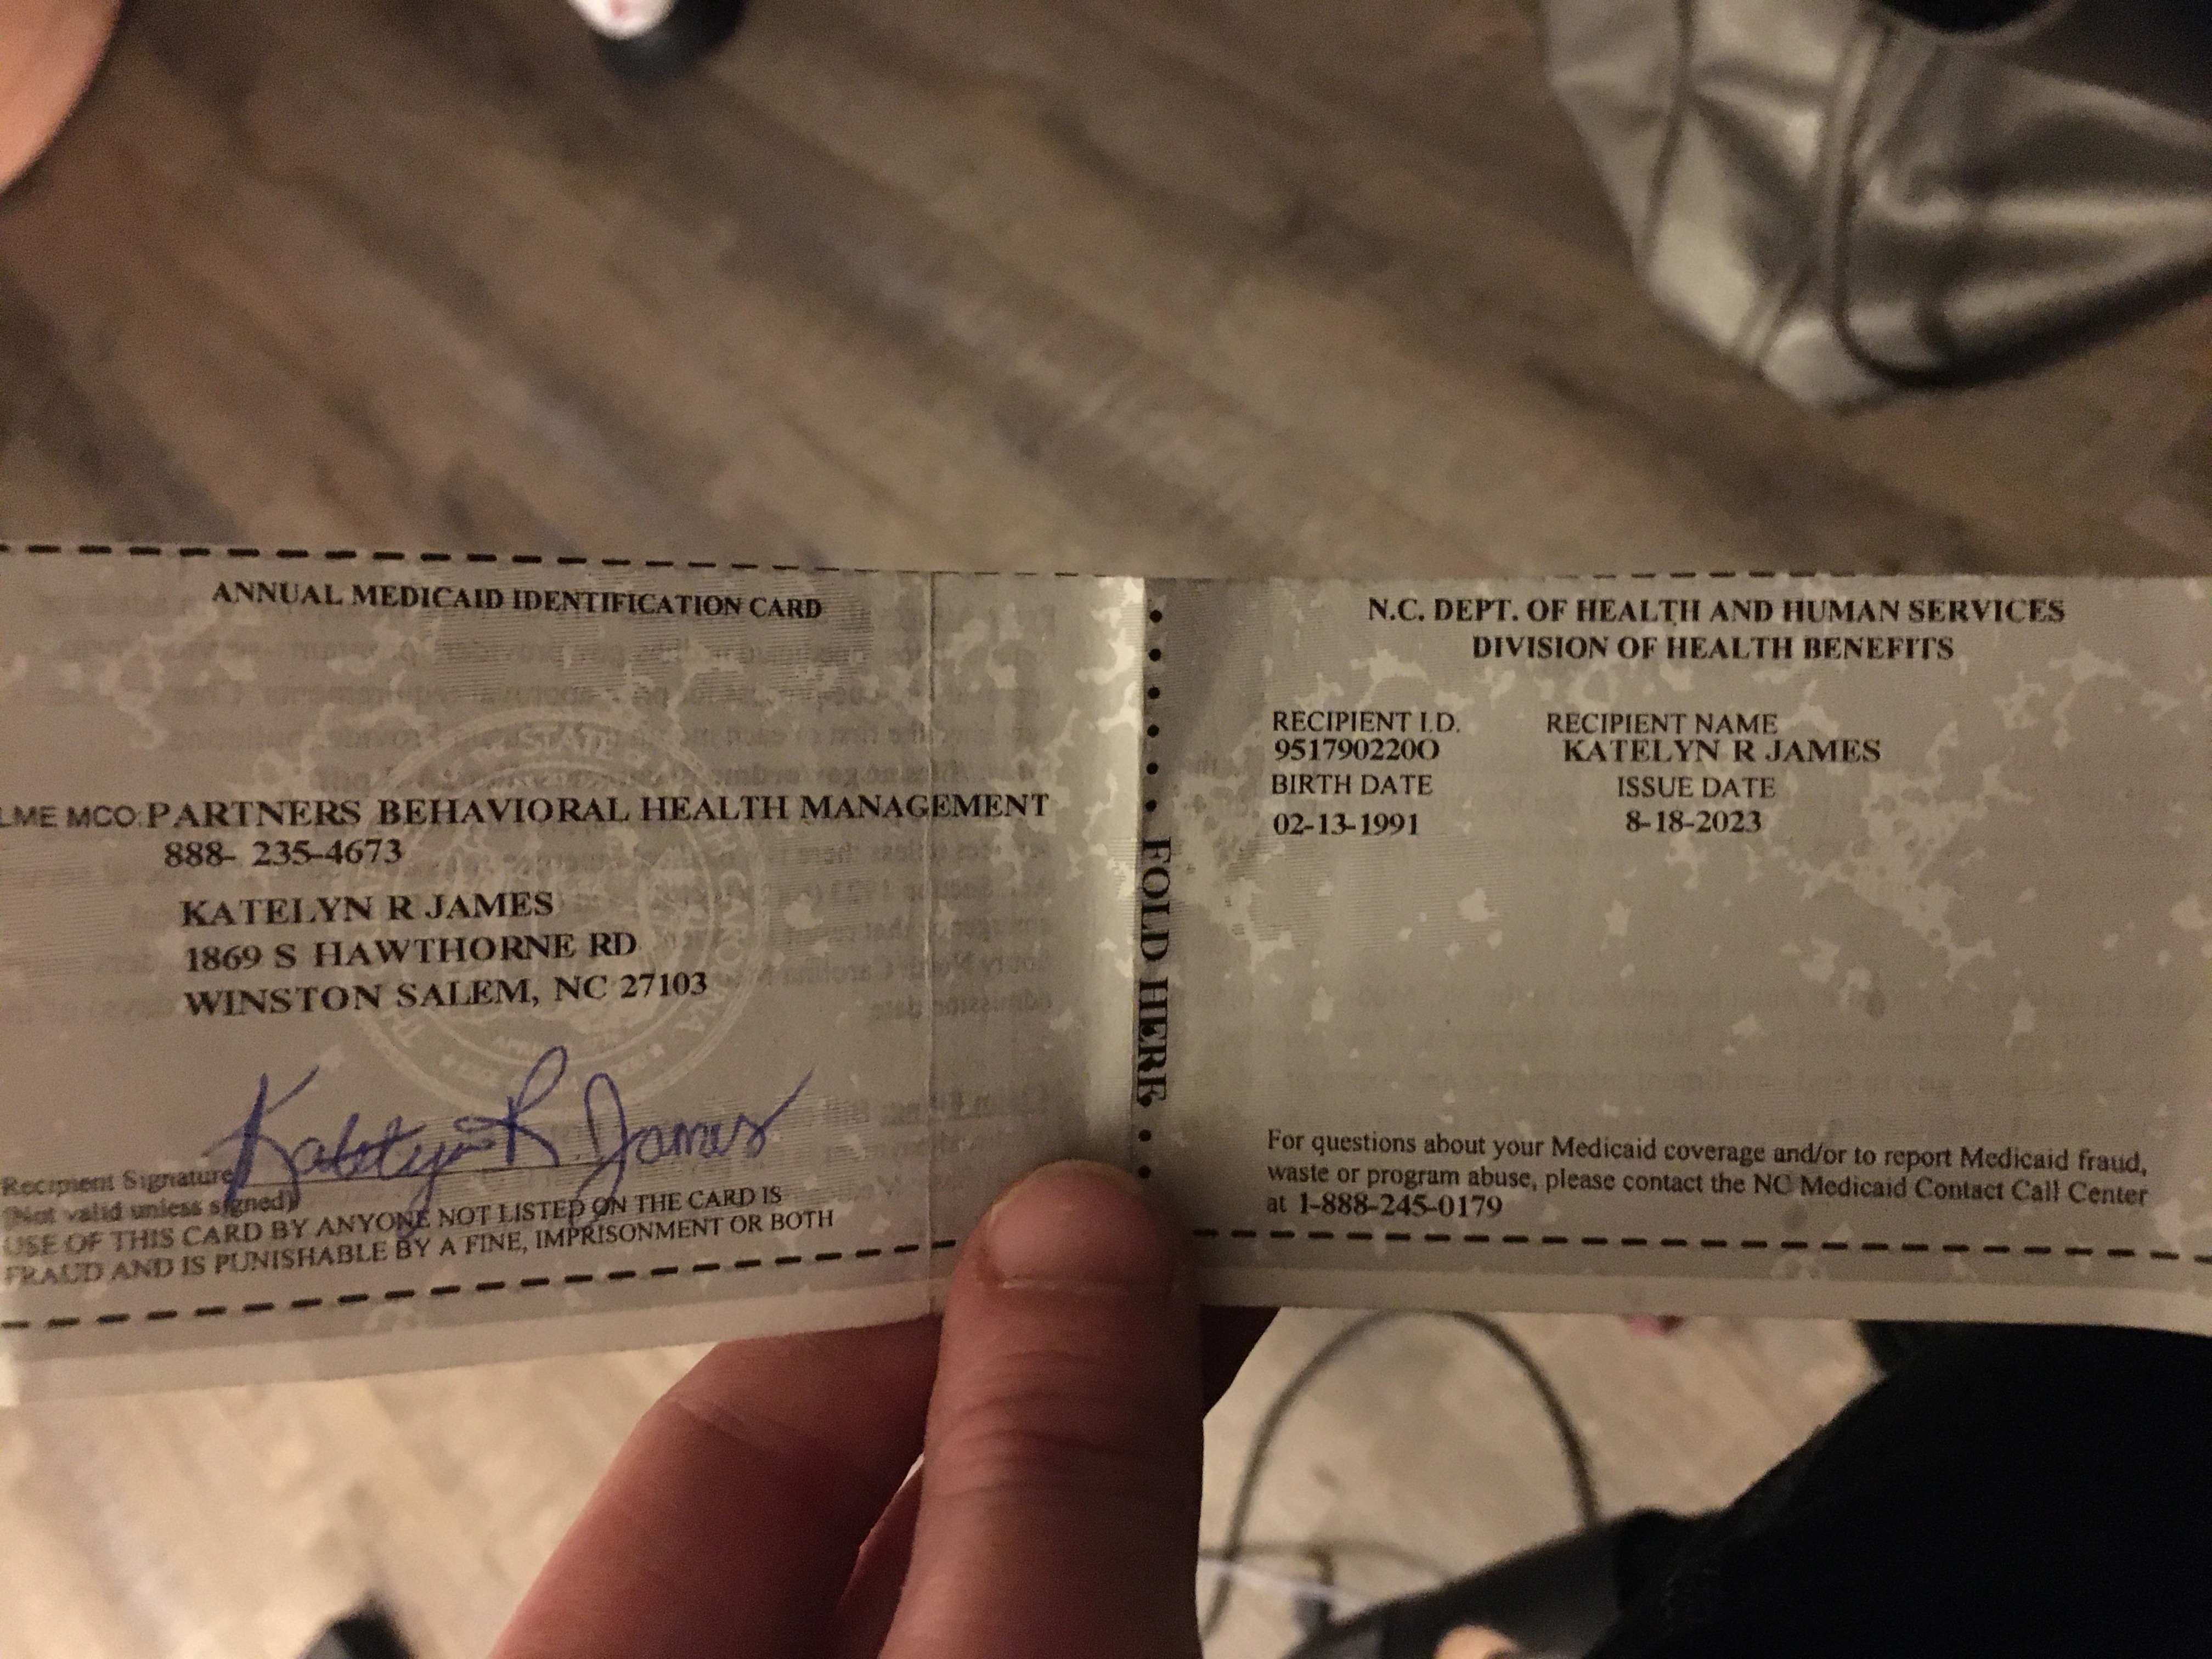 ANNUAL MEDICAID IDENTIFICATION CARD
LME MCO: PARTNERS BEHAVIORAL HEALTH MANAGEMENT
888- 235-4673
KATELYN R JAMES
1869 S HAWTHORNE RD
WINSTON SALEM, NC 27103
Katelyn R James
Recipient Signature
(Not valid unless signed)
USE OF THIS CARD BY ANYONE NOT LISTED ON THE CARD IS
FRAUD AND IS PUNISHABLE BY A FINE, IMPRISONMENT OR BOTH
FOLD HERE
N.C. DEPT. OF HEALTH AND HUMAN SERVICES
DIVISION OF HEALTH BENEFITS
RECIPIENT I.D. RECIPIENT NAME
951790220O KATELYN R JAMES
BIRTH DATE ISSUE DATE
02-13-1991 8-18-2023
For questions about your Medicaid coverage and/or to report Medicaid fraud,
waste or program abuse, please contact the NC Medicaid Contact Call Center
at 1-888-245-0179